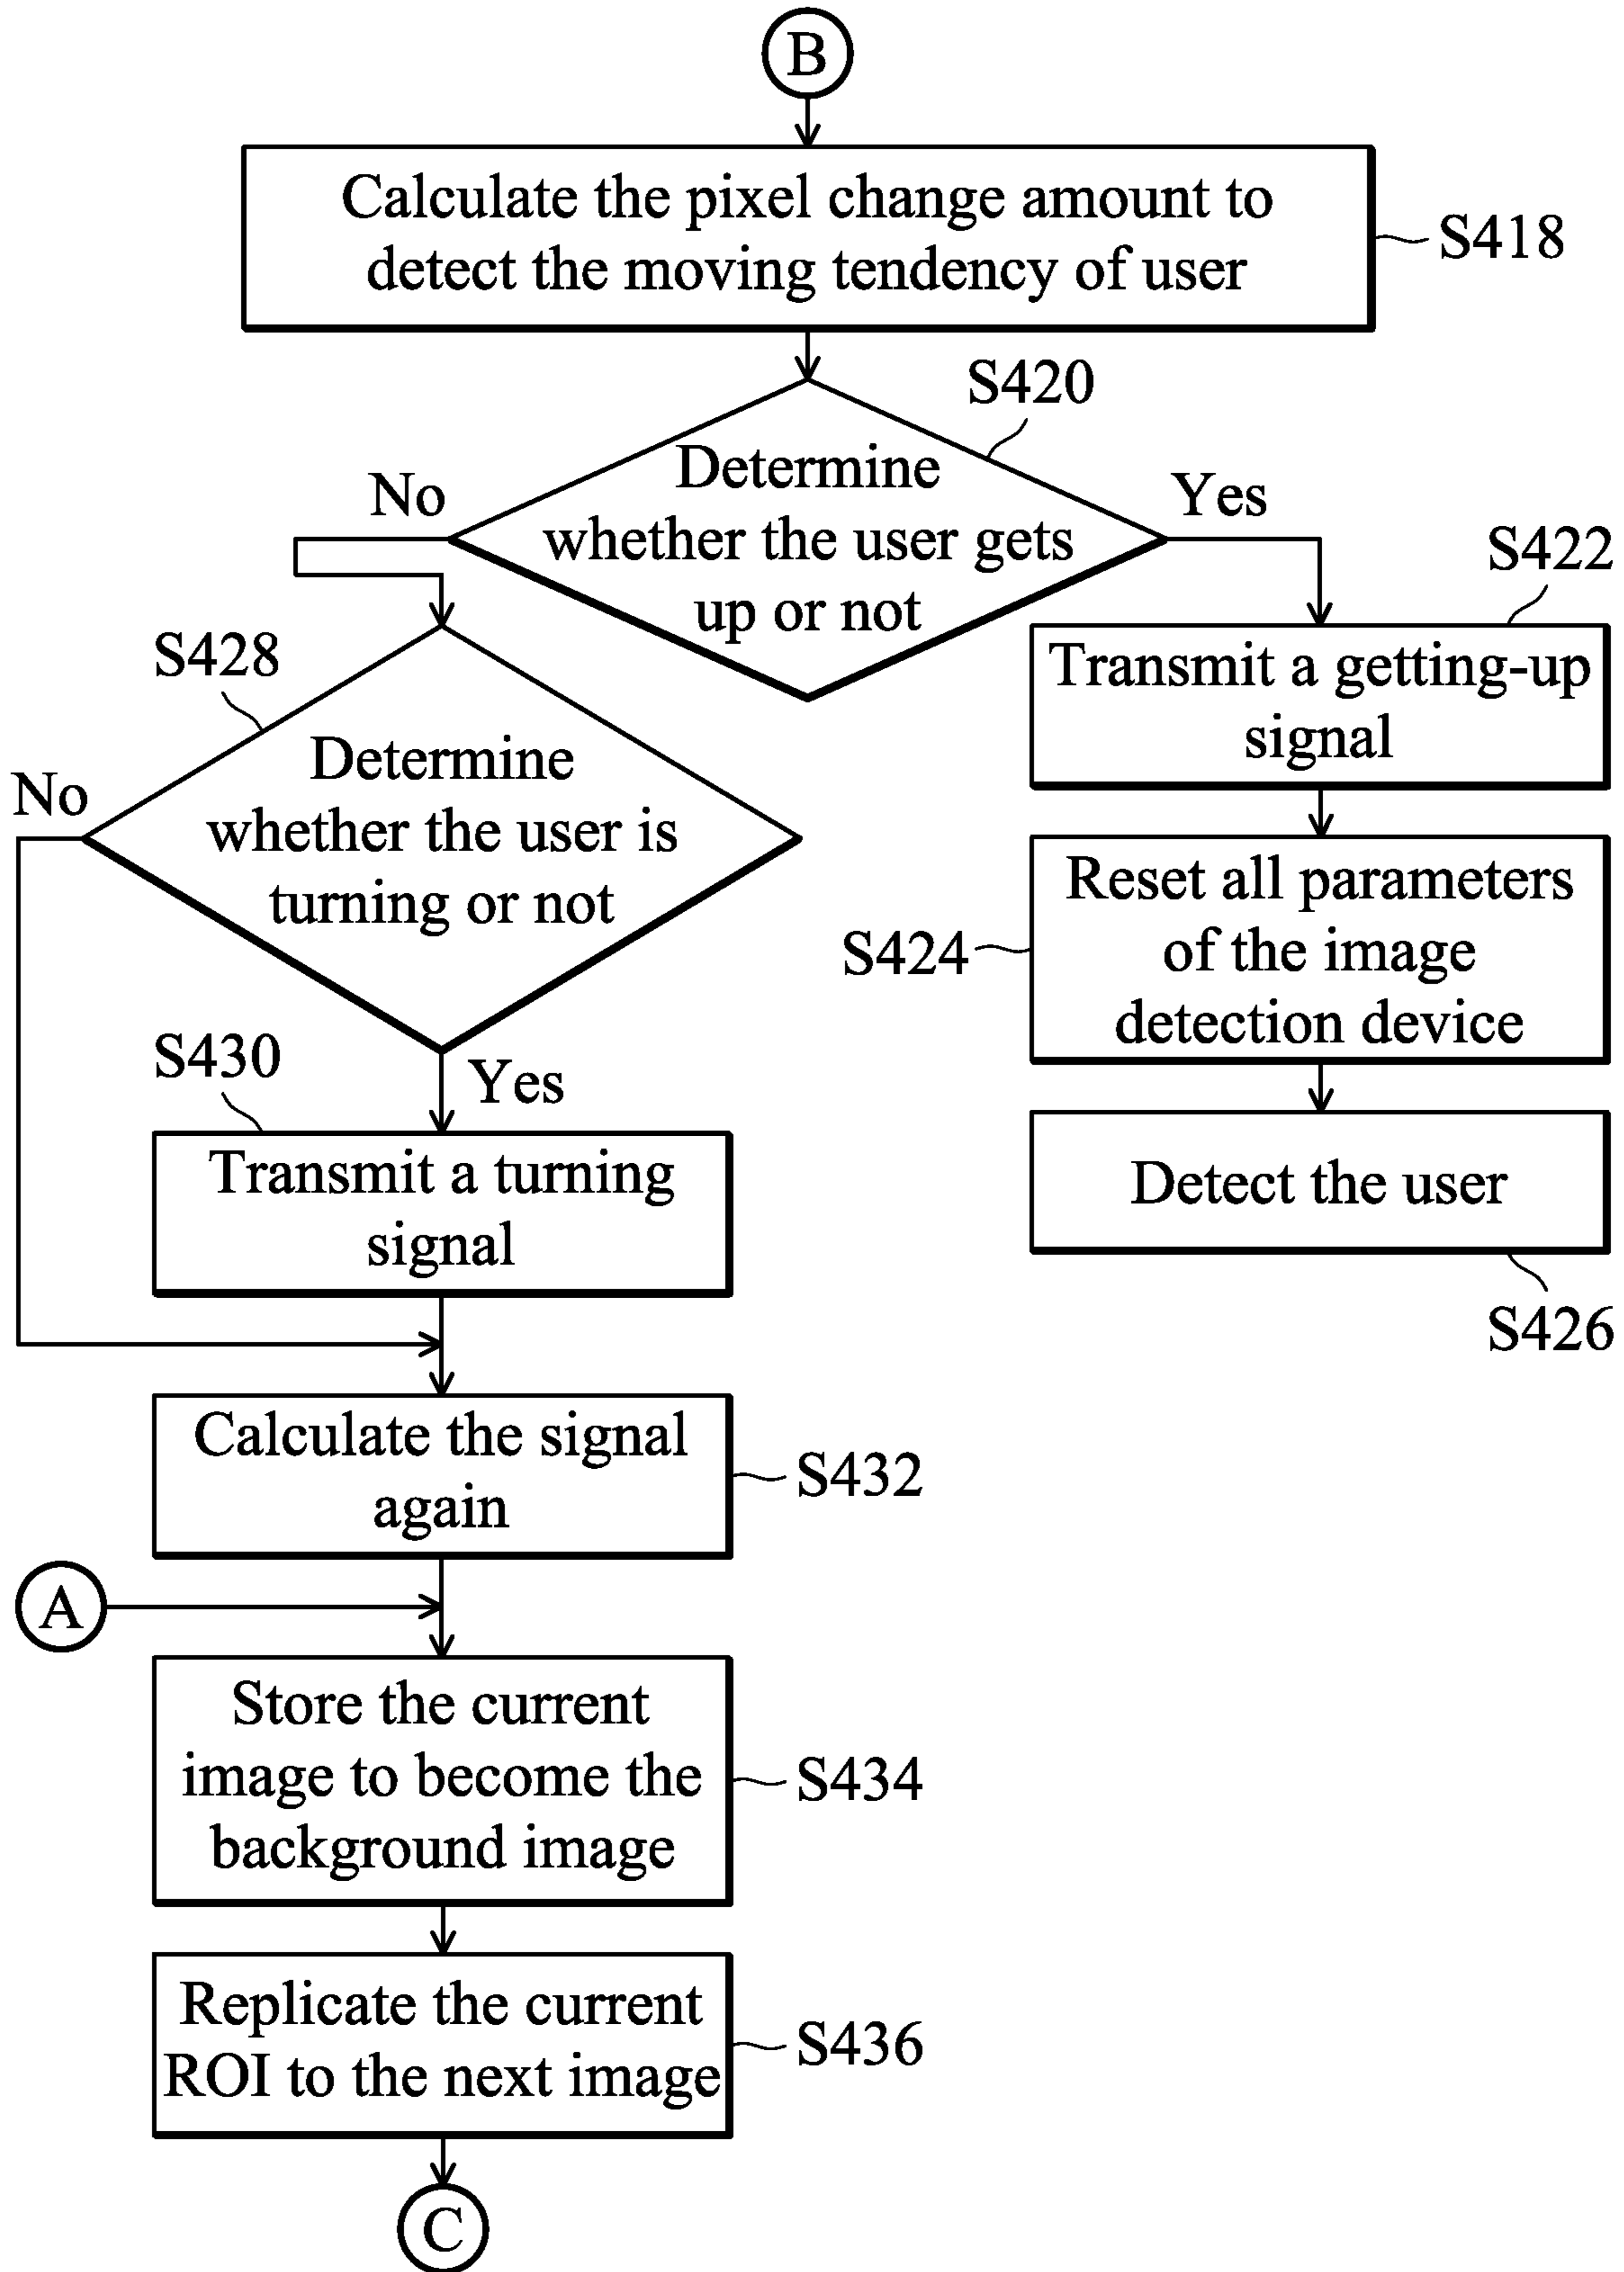 B
Calculate the pixel change amount to
detect the moving tendency of user
S418
S420
Determine
whether the user gets
up or not
No
Yes
S422
Transmit a getting-up
signal
S424
Reset all parameters
of the image
detection device
Detect the user
S426
S428
Determine
whether the user is
turning or not
No
Yes
S430
Transmit a turning
signal
Calculate the signal
again
S432
A
Store the current
image to become the
background image
S434
Replicate the current
ROI to the next image
S436
C